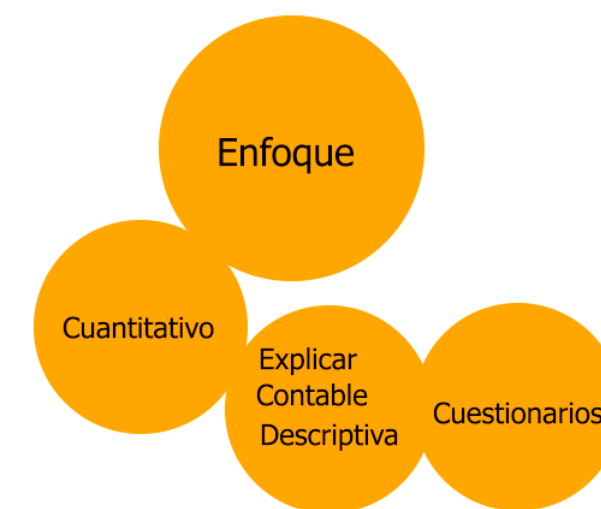 Enfoque
Cuantitativo
Explicar
Contable
Descriptiva
Cuestionarios